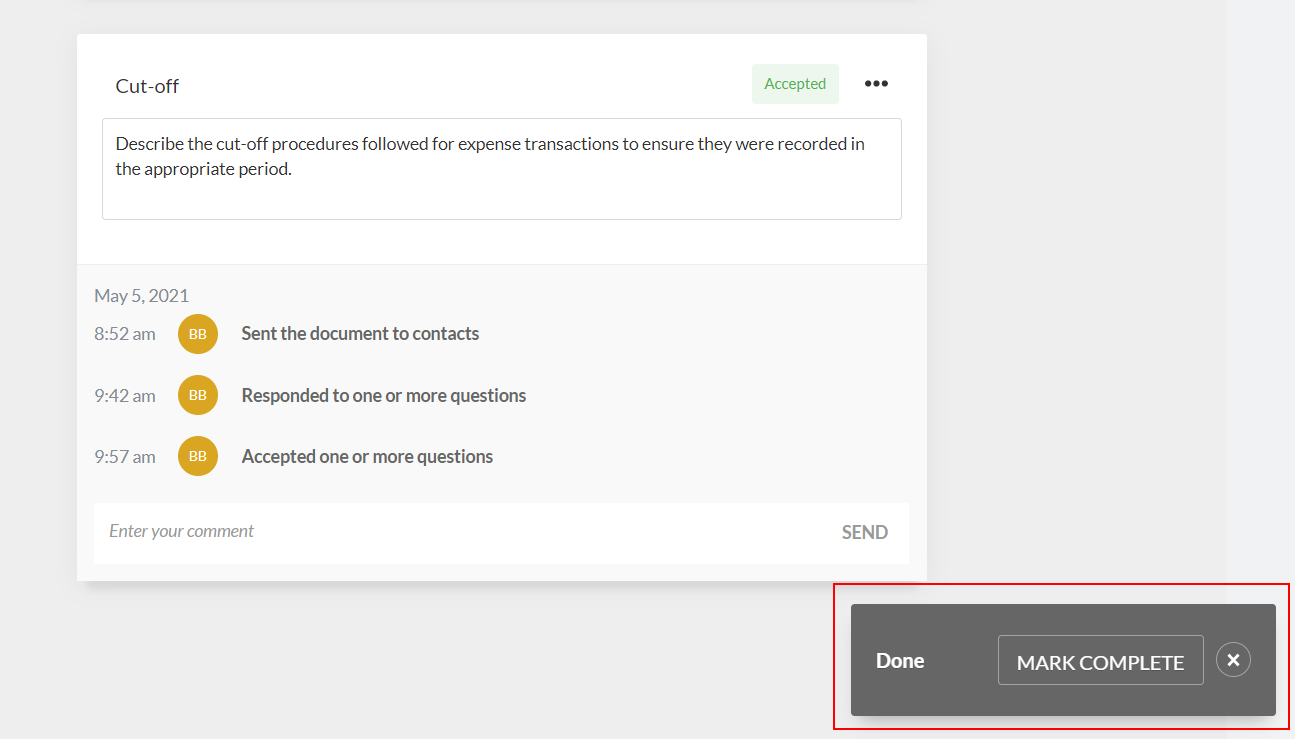 Cut-off
Accepted
Describe the cut-off procedures followed for expense transactions to ensure they were recorded in
the appropriate period.
May 5, 2021
8:52 am BB Sent the document to contacts
9:42 am BB Responded to one or more questions
9:57 am BB Accepted one or more questions
Enter your comment SEND
Done MARK COMPLETE